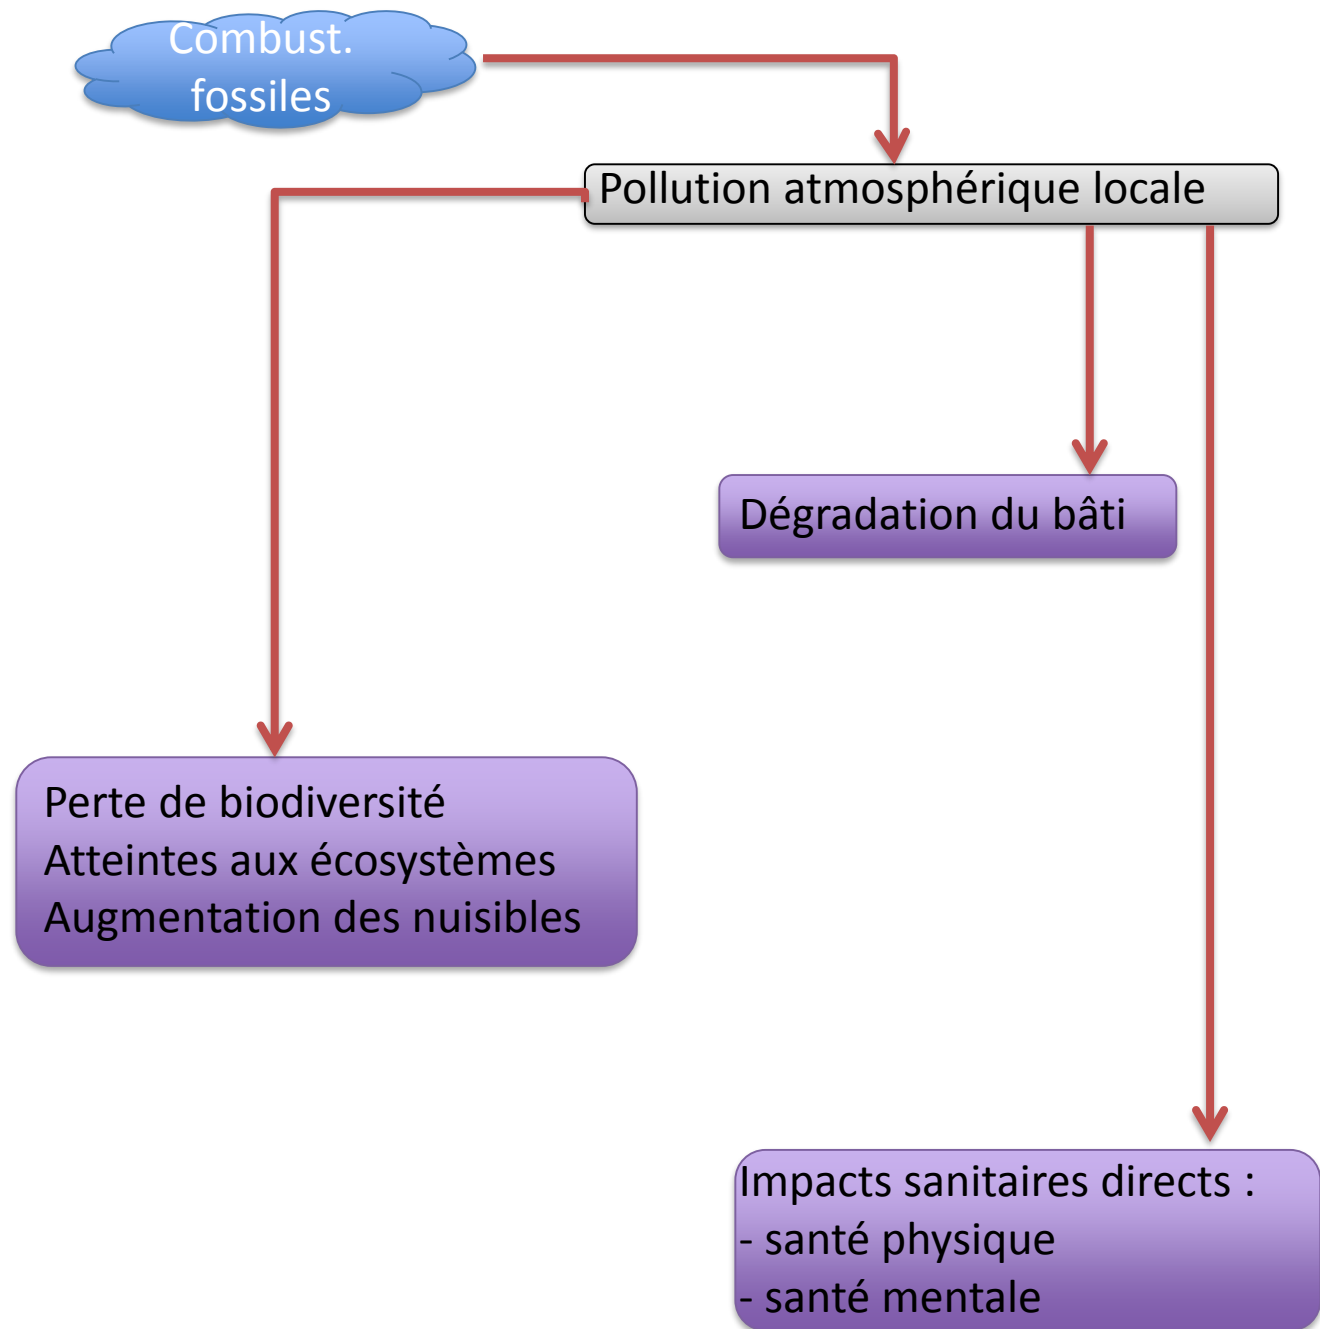 Combust.
fossiles
Pollution atmosphérique locale
Dégradation du bâti
Perte de biodiversité
Atteintes aux écosystèmes
Augmentation des nuisibles
Impacts sanitaires directs :
- santé physique
- santé mentale